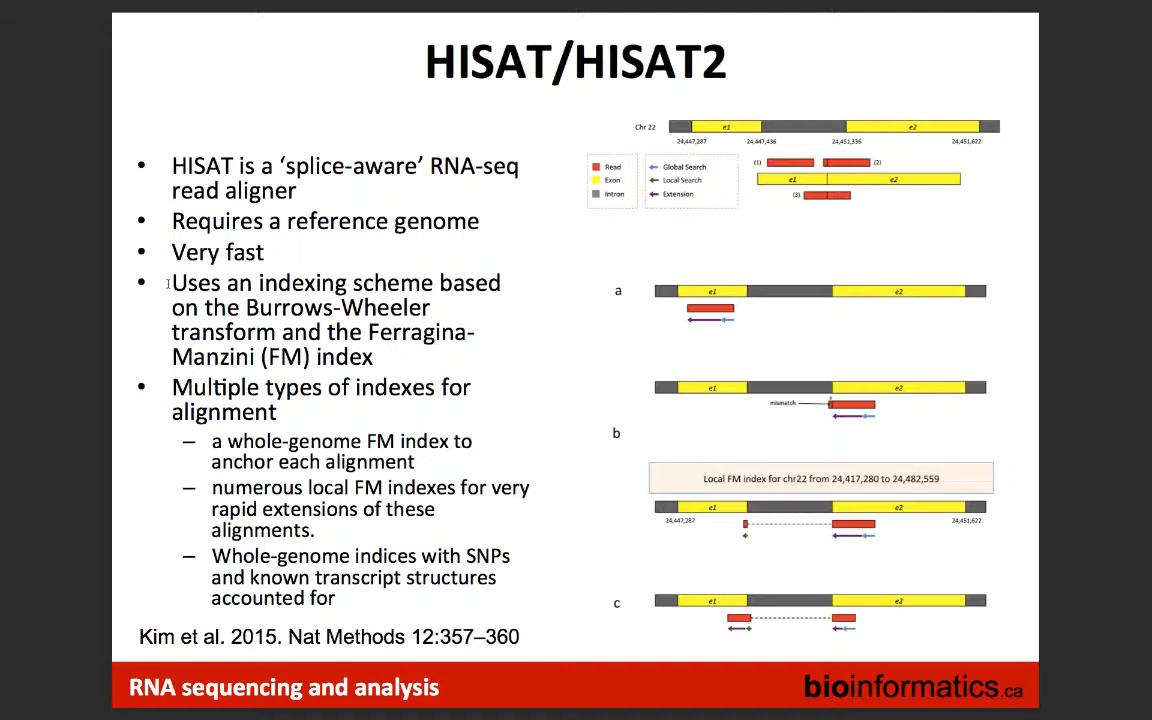 HISAT/HISAT2
• HISAT is a ‘splice-aware’ RNA-seq
read aligner
• Requires a reference genome
• Very fast
• Uses an indexing scheme based
on the Burrows-Wheeler
transform and the Ferragina-
Manzini (FM) index
• Multiple types of indexes for
alignment
– a whole-genome FM index to
anchor each alignment
– numerous local FM indexes for very
rapid extensions of these
alignments.
– Whole-genome indices with SNPs
and known transcript structures
accounted for
Kim et al. 2015. Nat Methods 12:357–360
Chr 22 e1 e2
24,447,287 24,447,436 24,451,336 24,451,622
Read
Exon
Intron
Global Search
Local Search
Extension
(1) (2)
e1 e2
(3)
a e1 e2
e1 e2
mismatch x
b
Local FM index for chr22 from 24,417,280 to 24,482,559
e1 e2
24,447,287 24,451,622
c e1 e2
RNA sequencing and analysis
bioinformatics.ca